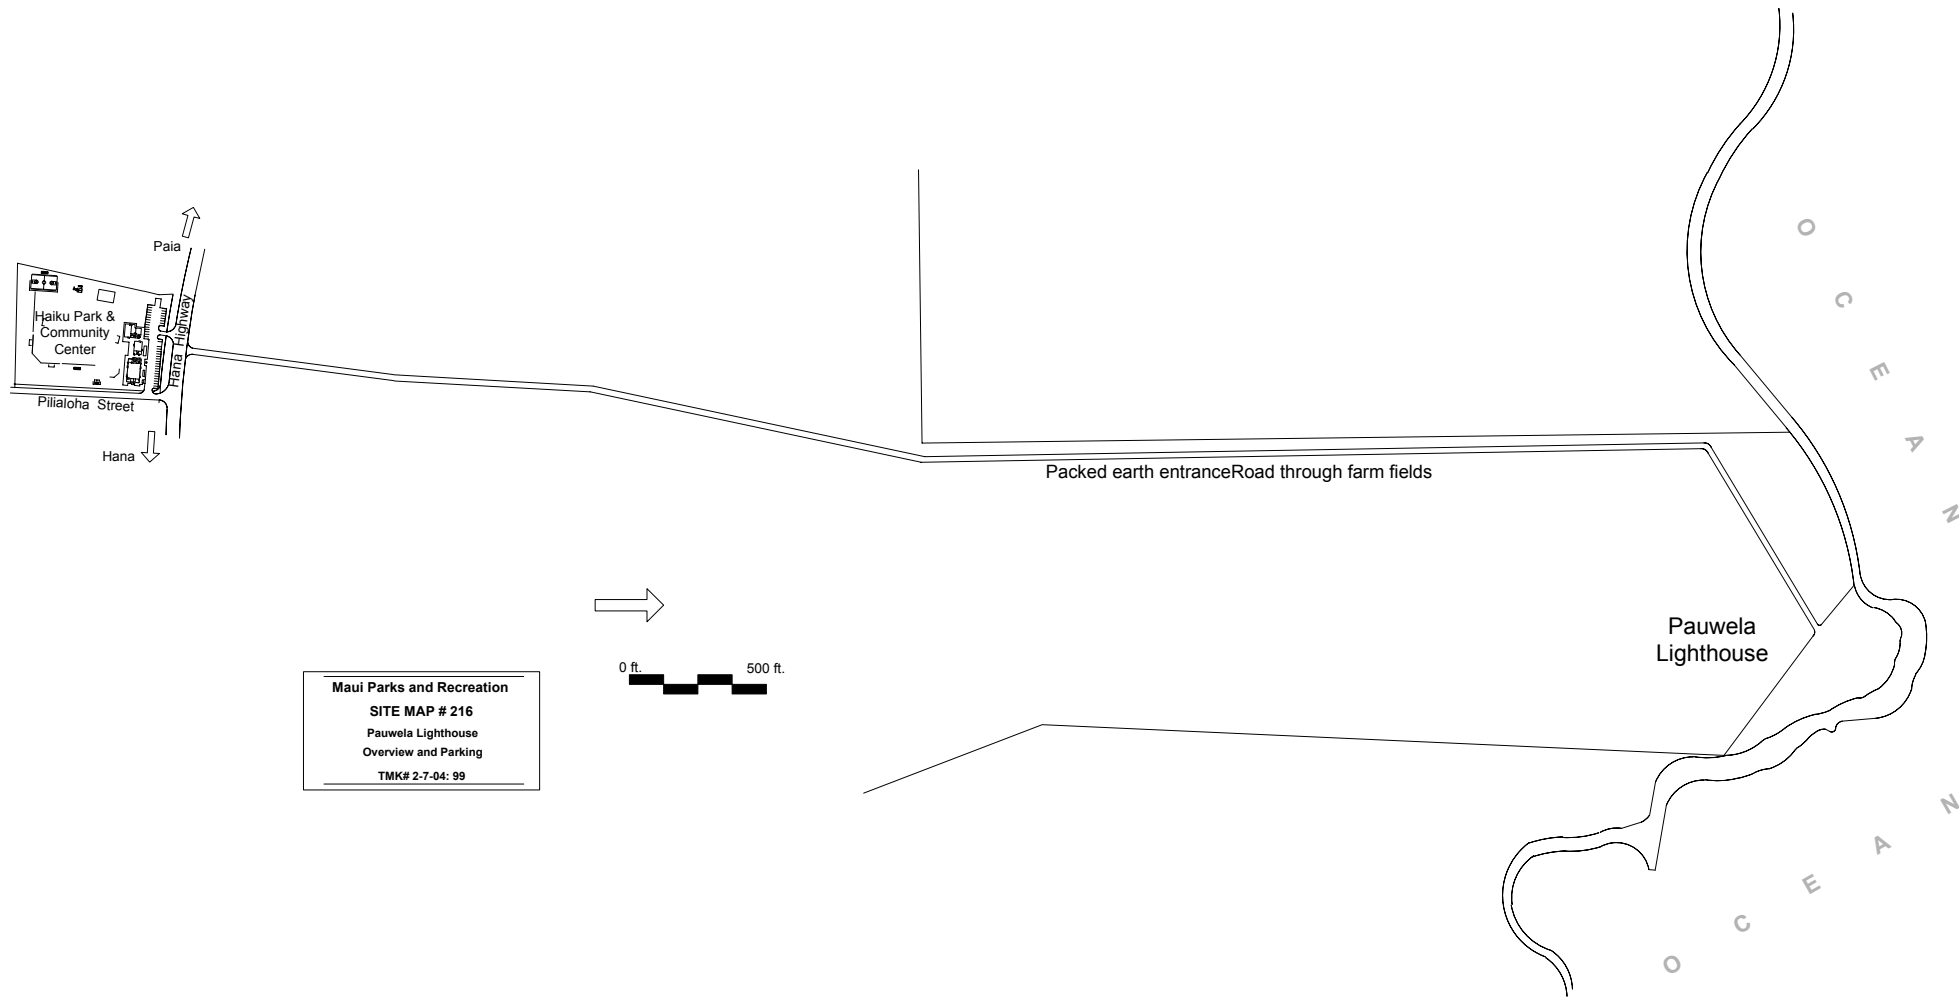 Paia
Haiku Park &
Community
Center
Hana Highway
Pilialoha Street
Hana
Packed earth entranceRoad through farm fields
O C E A N
Pauwela
Lighthouse
0 ft. 500 ft.
Maui Parks and Recreation
SITE MAP # 216
Pauwela Lighthouse
Overview and Parking
TMK# 2-7-04: 99
O C E A N